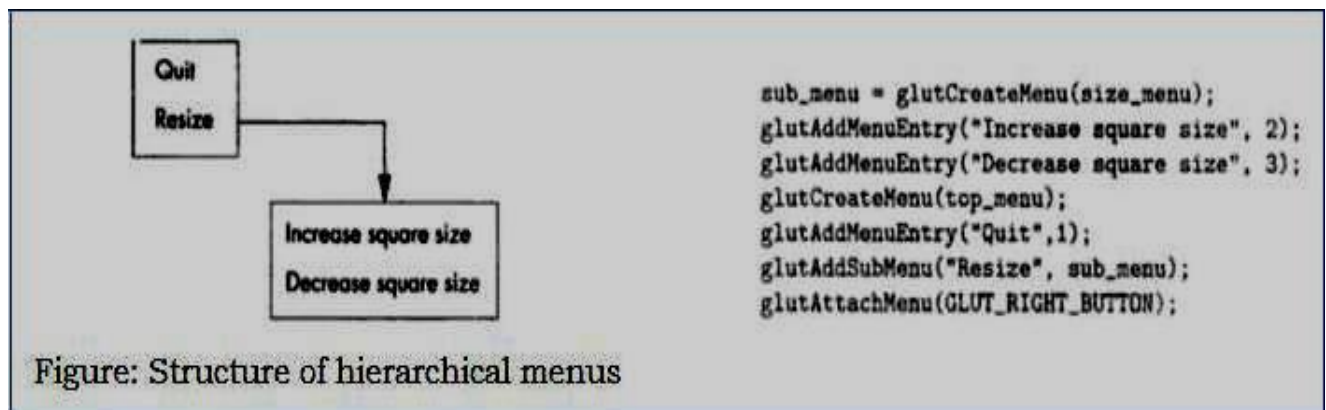 Quit
Resize
Increase square size
Decrease square size
sub_menu = glutCreateMenu(size_menu);
glutAddMenuEntry("Increase square size", 2);
glutAddMenuEntry("Decrease square size", 3);
glutCreateMenu(top_menu);
glutAddMenuEntry("Quit",1);
glutAddSubMenu("Resize", sub_menu);
glutAttachMenu(GLUT_RIGHT_BUTTON);
Figure: Structure of hierarchical menus